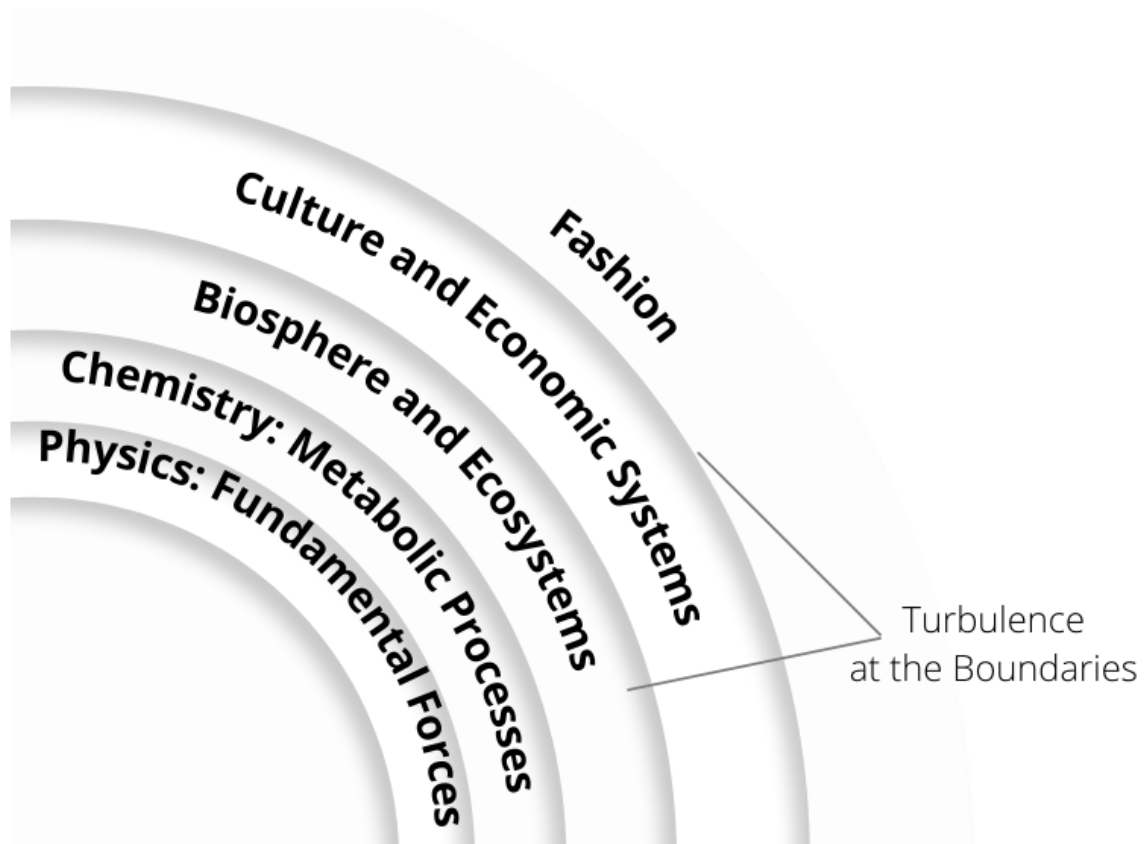 Fashion
Culture and Economic Systems
Biosphere and Ecosystems
Chemistry: Metabolic Processes
Physics: Fundamental Forces
Turbulence
at the Boundaries